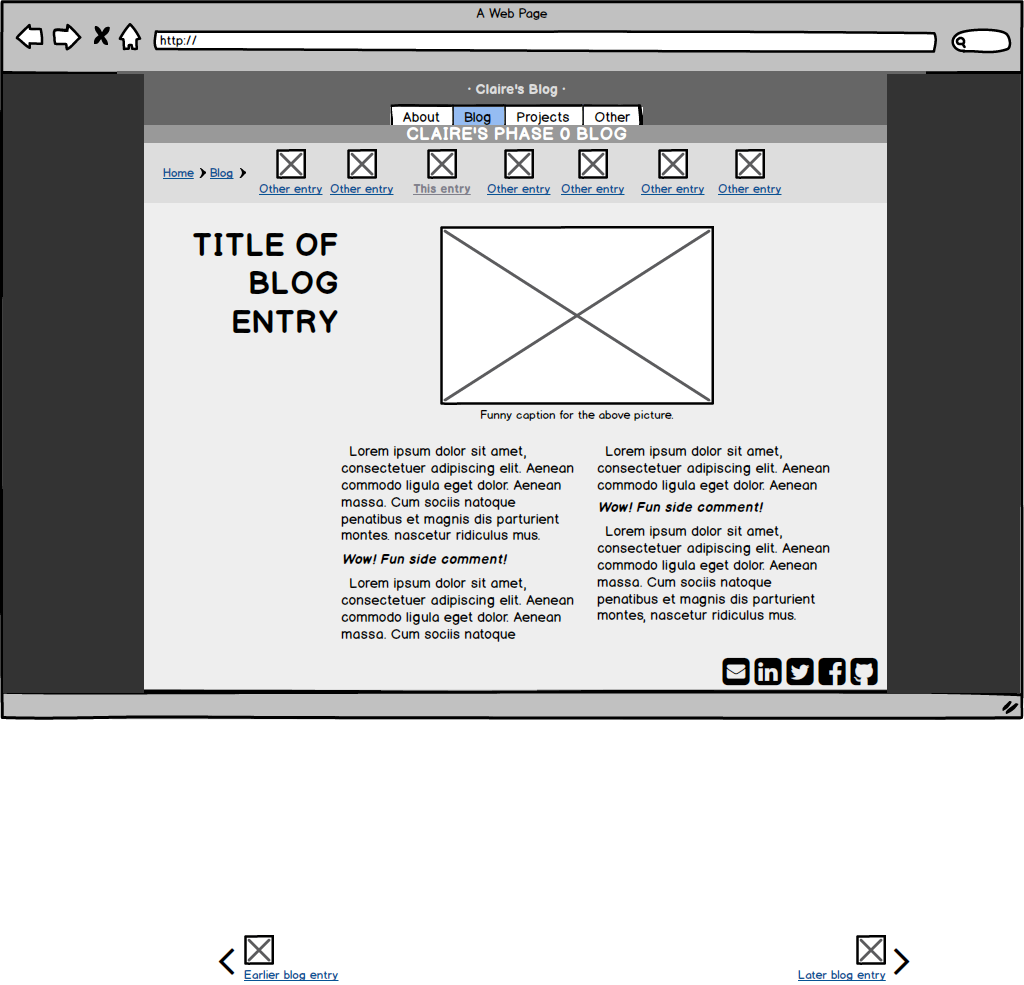 A Web Page
http://
· Claire's Blog ·
About Blog Projects Other
CLAIRE'S PHASE 0 BLOG
Home Blog
Other entry Other entry This entry Other entry Other entry Other entry Other entry
TITLE OF
BLOG
ENTRY
Funny caption for the above picture.
Lorem ipsum dolor sit amet,
consectetuer adipiscing elit. Aenean
commodo ligula eget dolor. Aenean
massa. Cum sociis natoque
penatibus et magnis dis parturient
montes. nascetur ridiculus mus.
Wow! Fun side comment!
Lorem ipsum dolor sit amet,
consectetuer adipiscing elit. Aenean
commodo ligula eget dolor. Aenean
massa. Cum sociis natoque
Lorem ipsum dolor sit amet,
consectetuer adipiscing elit. Aenean
commodo ligula eget dolor. Aenean
Wow! Fun side comment!
Lorem ipsum dolor sit amet,
consectetuer adipiscing elit. Aenean
commodo ligula eget dolor. Aenean
massa. Cum sociis natoque
penatibus et magnis dis parturient
montes, nascetur ridiculus mus.
in
f
Earlier blog entry
Later blog entry